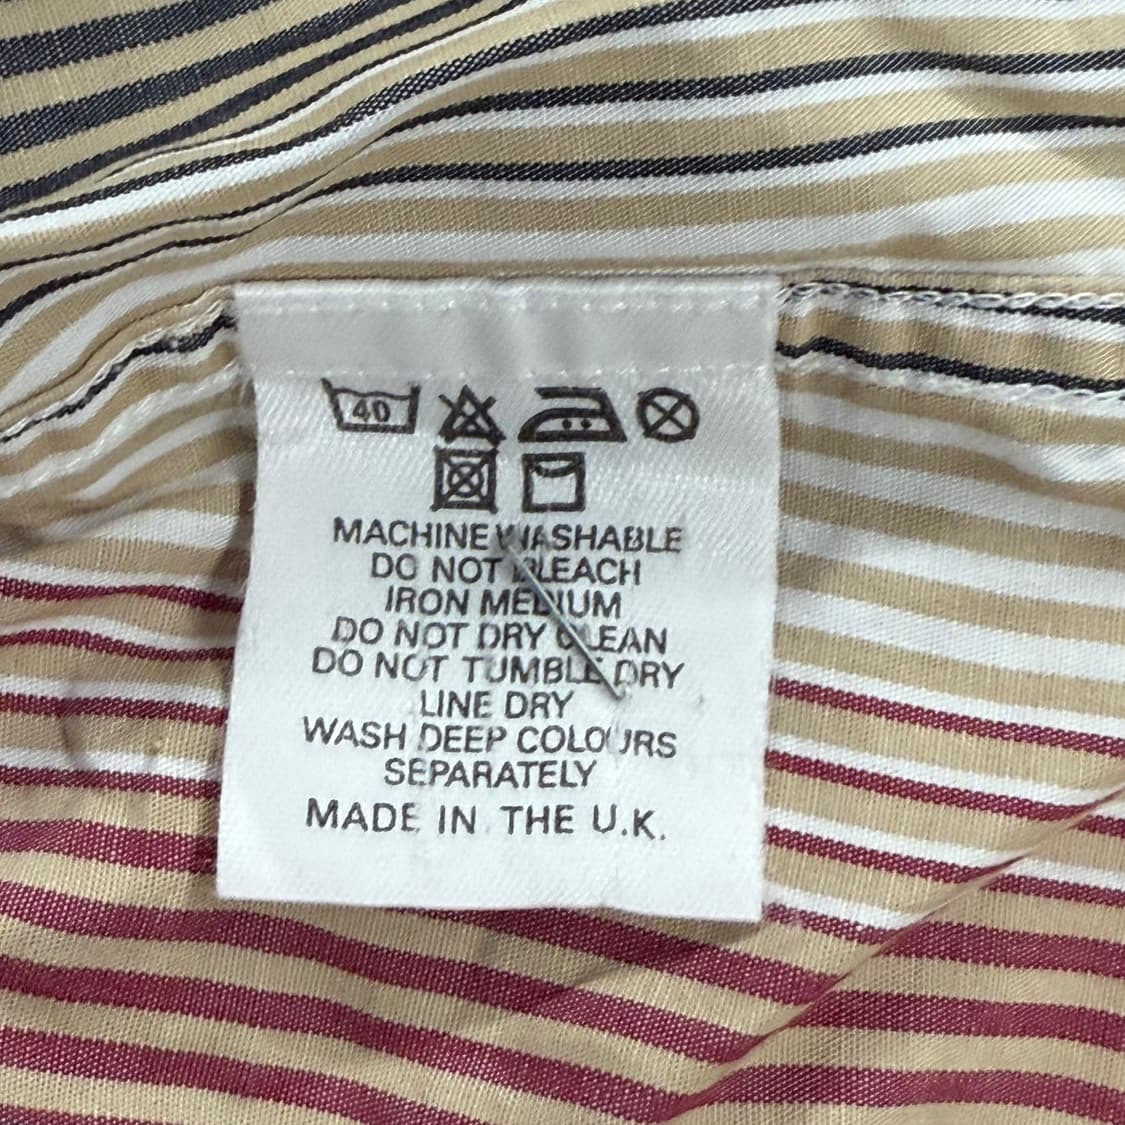 40
MACHINE WASHABLE
DO NOT BLEACH
IRON MEDIUM
DO NOT DRY CLEAN
DO NOT TUMBLE DRY
LINE DRY
WASH DEEP COLOURS
SEPARATELY
MADE IN THE U.K.